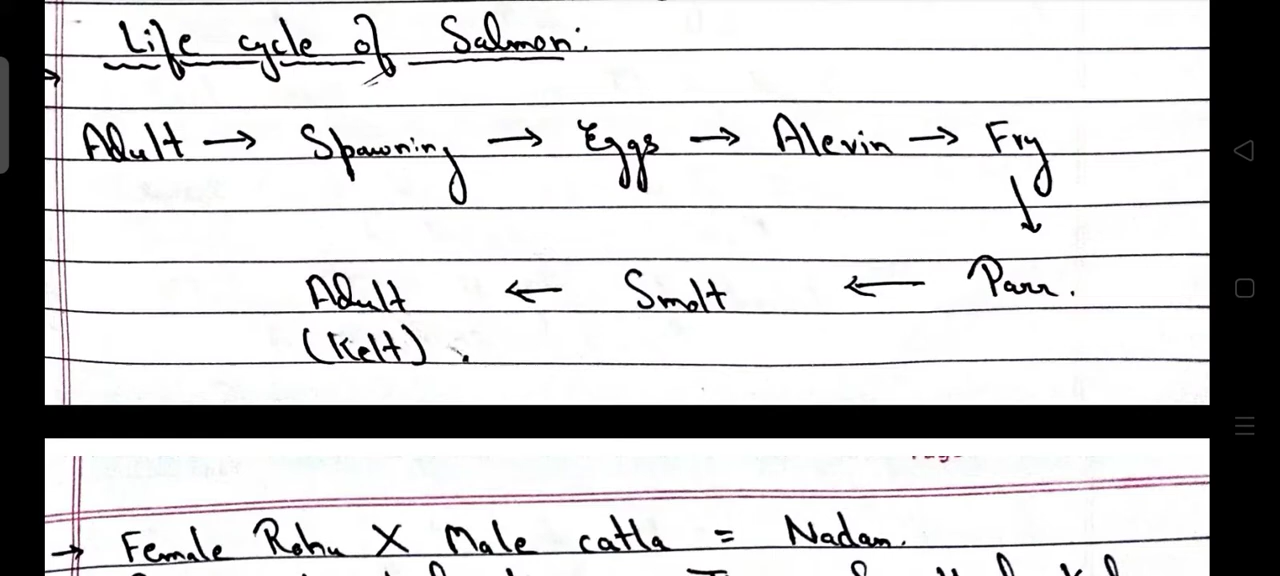 Life cycle of Salmon:
Adult → Spawning → Eggs → Alevin → Fry
↓
Adult ← Smolt ← Parr.
(Kelt).
→ Female Rohu X Male catla = Nadan.